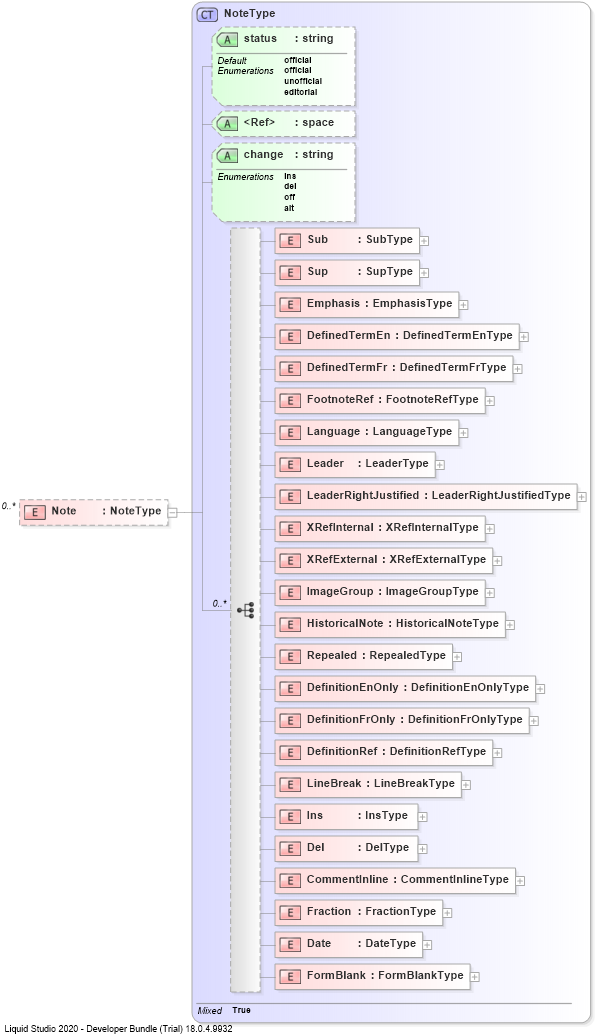 CT NoteType
A status : string
Default official
Enumerations official
unofficial
editorial
A <Ref> : space
A change : string
Enumerations ins
del
off
alt
E Sub : SubType
E Sup : SupType
E Emphasis : EmphasisType
E DefinedTermEn : DefinedTermEnType
E DefinedTermFr : DefinedTermFrType
E FootnoteRef : FootnoteRefType
E Language : LanguageType
E Leader : LeaderType
E LeaderRightJustified : LeaderRightJustifiedType
0..* E Note : NoteType
E XRefInternal : XRefInternalType
E XRefExternal : XRefExternalType
E ImageGroup : ImageGroupType
0..*
E HistoricalNote : HistoricalNoteType
E Repealed : RepealedType
E DefinitionEnOnly : DefinitionEnOnlyType
E DefinitionFrOnly : DefinitionFrOnlyType
E DefinitionRef : DefinitionRefType
E LineBreak : LineBreakType
E Ins : InsType
E Del : DelType
E CommentInline : CommentInlineType
E Fraction : FractionType
E Date : DateType
E FormBlank : FormBlankType
Mixed True
Liquid Studio 2020 - Developer Bundle (Trial) 18.0.4.9932